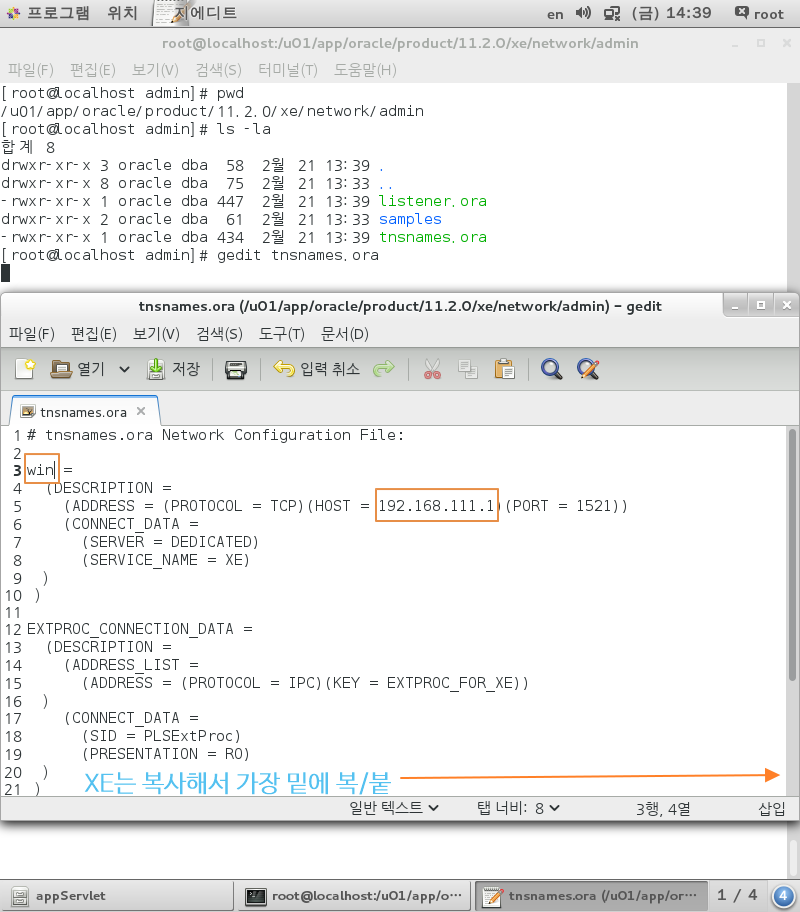 프로그램 위치 지에디트 en (금) 14:39 root
root@localhost:/u01/app/oracle/product/11.2.0/xe/network/admin
파일(F) 편집(E) 보기(V) 검색(S) 터미널(T) 도움말(H)
[root@localhost admin]# pwd
/u01/app/oracle/product/11.2.0/xe/network/admin
[root@localhost admin]# ls -la
합계 8
drwxr-xr-x 3 oracle dba  58  2월 21 13:39 .
drwxr-xr-x 8 oracle dba  75  2월 21 13:33 ..
-rwxr-xr-x 1 oracle dba 447  2월 21 13:39 listener.ora
drwxr-xr-x 2 oracle dba  61  2월 21 13:33 samples
-rwxr-xr-x 1 oracle dba 434  2월 21 13:39 tnsnames.ora
[root@localhost admin]# gedit tnsnames.ora
tnsnames.ora (/u01/app/oracle/product/11.2.0/xe/network/admin) - gedit
파일(F) 편집(E) 보기(V) 검색(S) 도구(T) 문서(D)
열기 저장 입력 취소
tnsnames.ora
1 # tnsnames.ora Network Configuration File:
2
3 win =
4   (DESCRIPTION =
5     (ADDRESS = (PROTOCOL = TCP)(HOST = 192.168.111.1)(PORT = 1521))
6     (CONNECT_DATA =
7       (SERVER = DEDICATED)
8       (SERVICE_NAME = XE)
9   )
10  )
11
12 EXTPROC_CONNECTION_DATA =
13   (DESCRIPTION =
14     (ADDRESS_LIST =
15       (ADDRESS = (PROTOCOL = IPC)(KEY = EXTPROC_FOR_XE))
16   )
17     (CONNECT_DATA =
18       (SID = PLSExtProc)
19       (PRESENTATION = RO)
20   )
XE는 복사해서 가장 밑에 복/붙
21  )
일반 텍스트 탭 너비: 8 3행, 4열 삽입
appServlet root@localhost:/u01/app/o… tnsnames.ora (/u01/app/or… 1 / 4 4